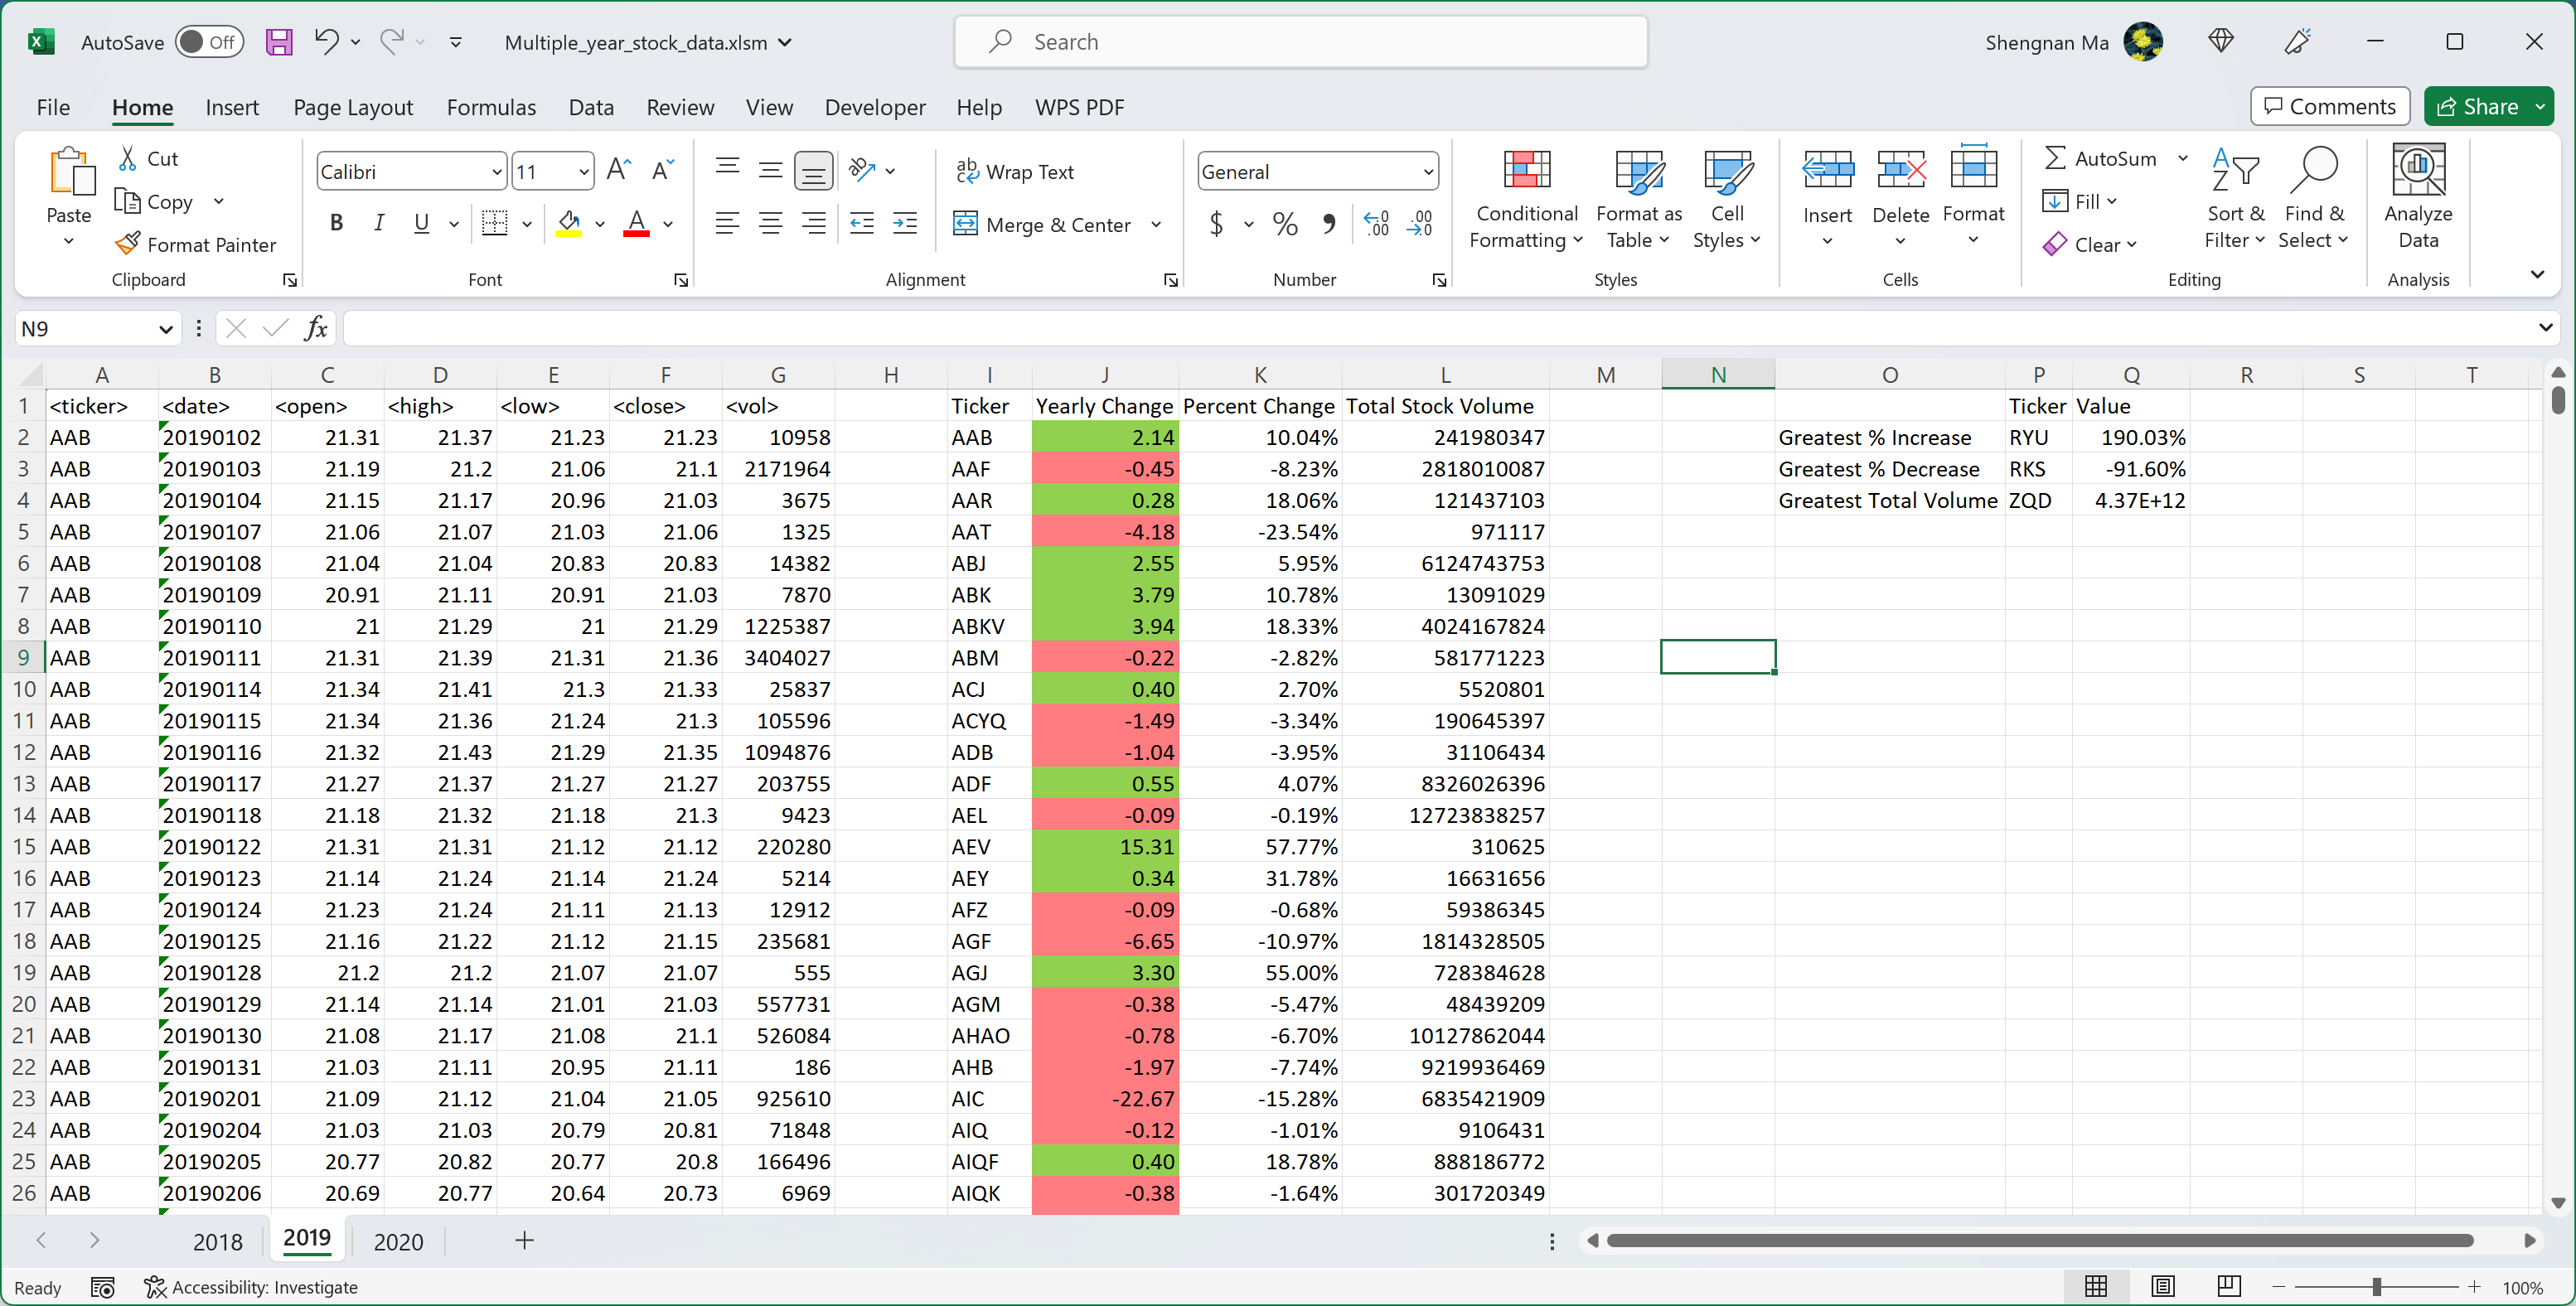 AutoSave Off Multiple_year_stock_data.xlsm Search Shengnan Ma
File Home Insert Page Layout Formulas Data Review View Developer Help WPS PDF Comments Share
Paste Cut Copy Format Painter Clipboard
Calibri 11 B I U A Font
ab Wrap Text Merge & Center Alignment
General $ % Number
Conditional Formatting Format as Table Cell Styles Styles
Insert Delete Format Cells
AutoSum Fill Clear Sort & Filter Find & Select Editing
Analyze Data Analysis
N9 fx
A B C D E F G H I J K L M N O P Q R S T
1 <ticker> <date> <open> <high> <low> <close> <vol> Ticker Yearly Change Percent Change Total Stock Volume Ticker Value
2 AAB 20190102 21.31 21.37 21.23 21.23 10958 AAB 2.14 10.04% 241980347 Greatest % Increase RYU 190.03%
3 AAB 20190103 21.19 21.2 21.06 21.1 2171964 AAF -0.45 -8.23% 2818010087 Greatest % Decrease RKS -91.60%
4 AAB 20190104 21.15 21.17 20.96 21.03 3675 AAR 0.28 18.06% 121437103 Greatest Total Volume ZQD 4.37E+12
5 AAB 20190107 21.06 21.07 21.03 21.06 1325 AAT -4.18 -23.54% 971117
6 AAB 20190108 21.04 21.04 20.83 20.83 14382 ABJ 2.55 5.95% 6124743753
7 AAB 20190109 20.91 21.11 20.91 21.03 7870 ABK 3.79 10.78% 13091029
8 AAB 20190110 21 21.29 21 21.29 1225387 ABKV 3.94 18.33% 4024167824
9 AAB 20190111 21.31 21.39 21.31 21.36 3404027 ABM -0.22 -2.82% 581771223
10 AAB 20190114 21.34 21.41 21.3 21.33 25837 ACJ 0.40 2.70% 5520801
11 AAB 20190115 21.34 21.36 21.24 21.3 105596 ACYQ -1.49 -3.34% 190645397
12 AAB 20190116 21.32 21.43 21.29 21.35 1094876 ADB -1.04 -3.95% 31106434
13 AAB 20190117 21.27 21.37 21.27 21.27 203755 ADF 0.55 4.07% 8326026396
14 AAB 20190118 21.18 21.32 21.18 21.3 9423 AEL -0.09 -0.19% 12723838257
15 AAB 20190122 21.31 21.31 21.12 21.12 220280 AEV 15.31 57.77% 310625
16 AAB 20190123 21.14 21.24 21.14 21.24 5214 AEY 0.34 31.78% 16631656
17 AAB 20190124 21.23 21.24 21.11 21.13 12912 AFZ -0.09 -0.68% 59386345
18 AAB 20190125 21.16 21.22 21.12 21.15 235681 AGF -6.65 -10.97% 1814328505
19 AAB 20190128 21.2 21.2 21.07 21.07 555 AGJ 3.30 55.00% 728384628
20 AAB 20190129 21.14 21.14 21.01 21.03 557731 AGM -0.38 -5.47% 48439209
21 AAB 20190130 21.08 21.17 21.08 21.1 526084 AHAO -0.78 -6.70% 10127862044
22 AAB 20190131 21.03 21.11 20.95 21.11 186 AHB -1.97 -7.74% 9219936469
23 AAB 20190201 21.09 21.12 21.04 21.05 925610 AIC -22.67 -15.28% 6835421909
24 AAB 20190204 21.03 21.03 20.79 20.81 71848 AIQ -0.12 -1.01% 9106431
25 AAB 20190205 20.77 20.82 20.77 20.8 166496 AIQF 0.40 18.78% 888186772
26 AAB 20190206 20.69 20.77 20.64 20.73 6969 AIQK -0.38 -1.64% 301720349
2018 2019 2020
Ready Accessibility: Investigate 100%